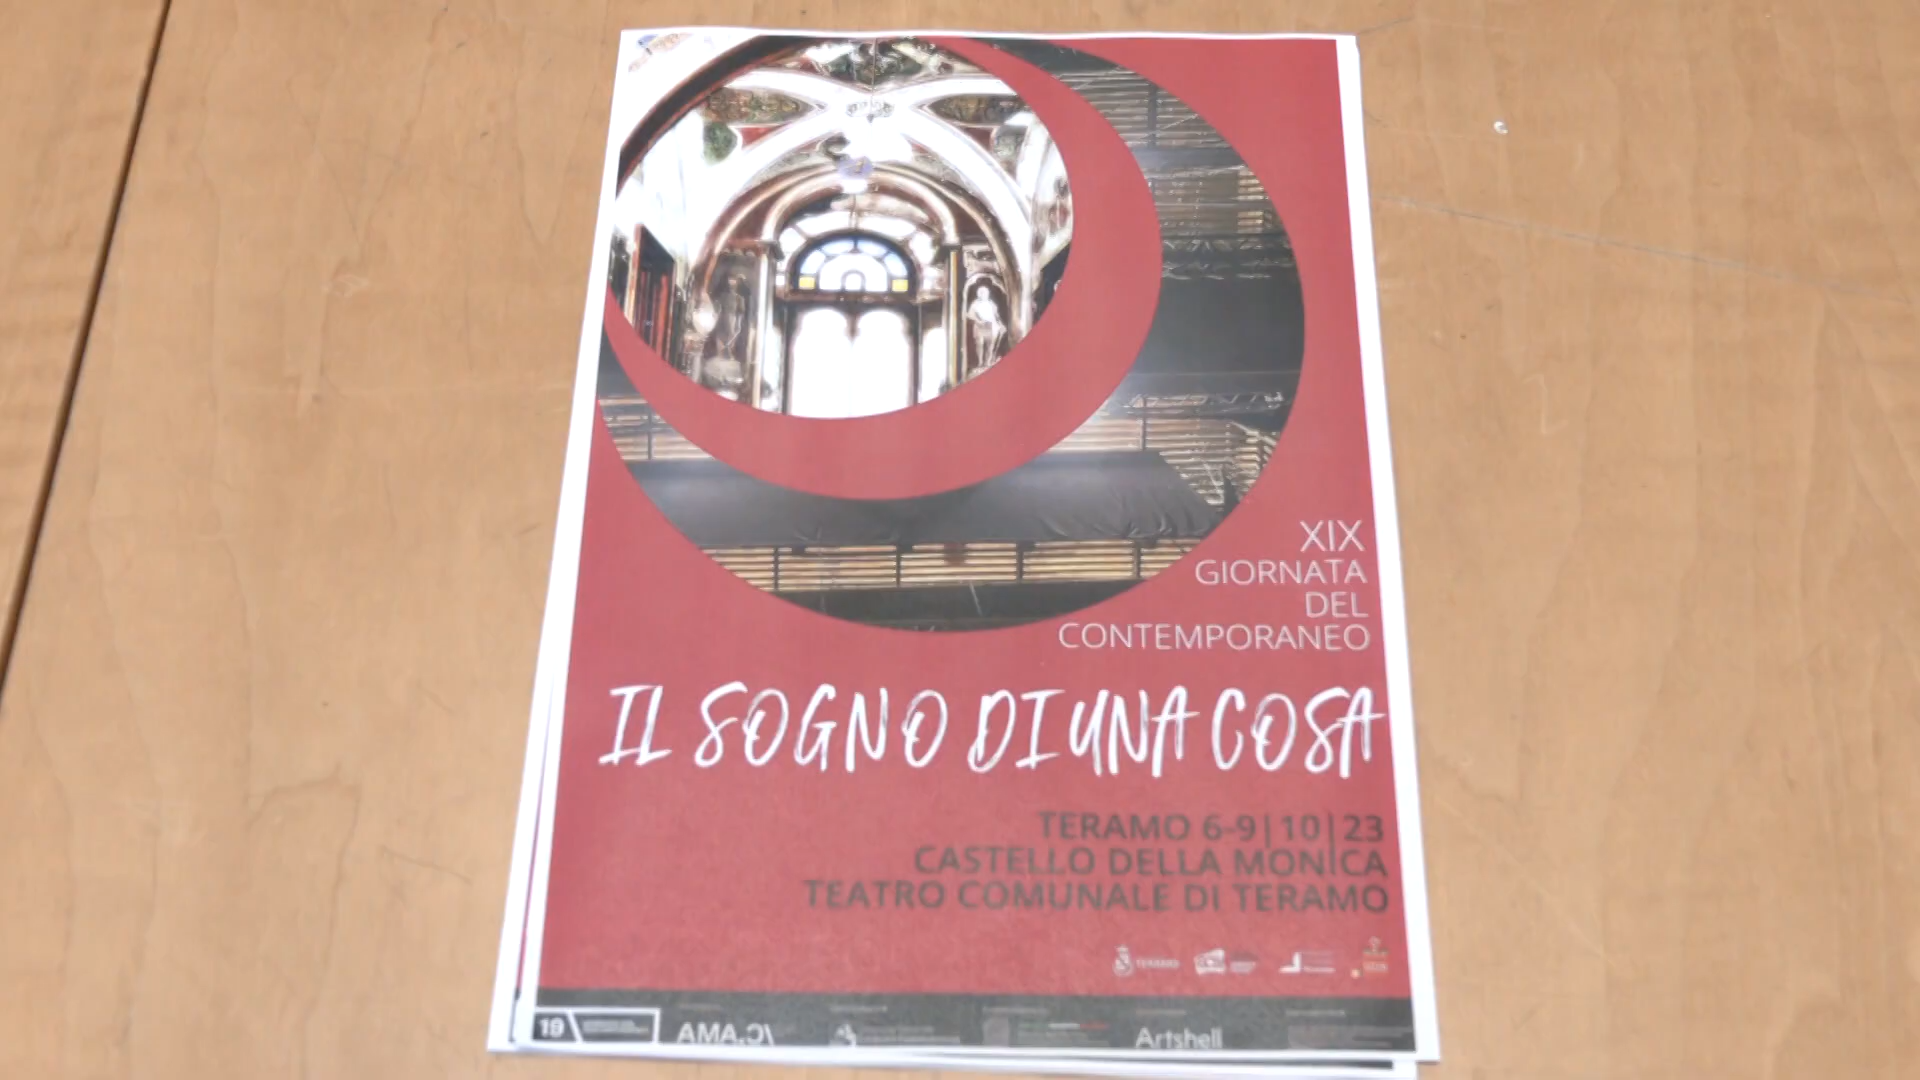 XIX
GIORNATA
DEL
CONTEMPORANEO
IL SOGNO DI UNA COSA
TERAMO 6-9|10|23
CASTELLO DELLA MONICA
TEATRO COMUNALE DI TERAMO
TERAMO
19
Artshell